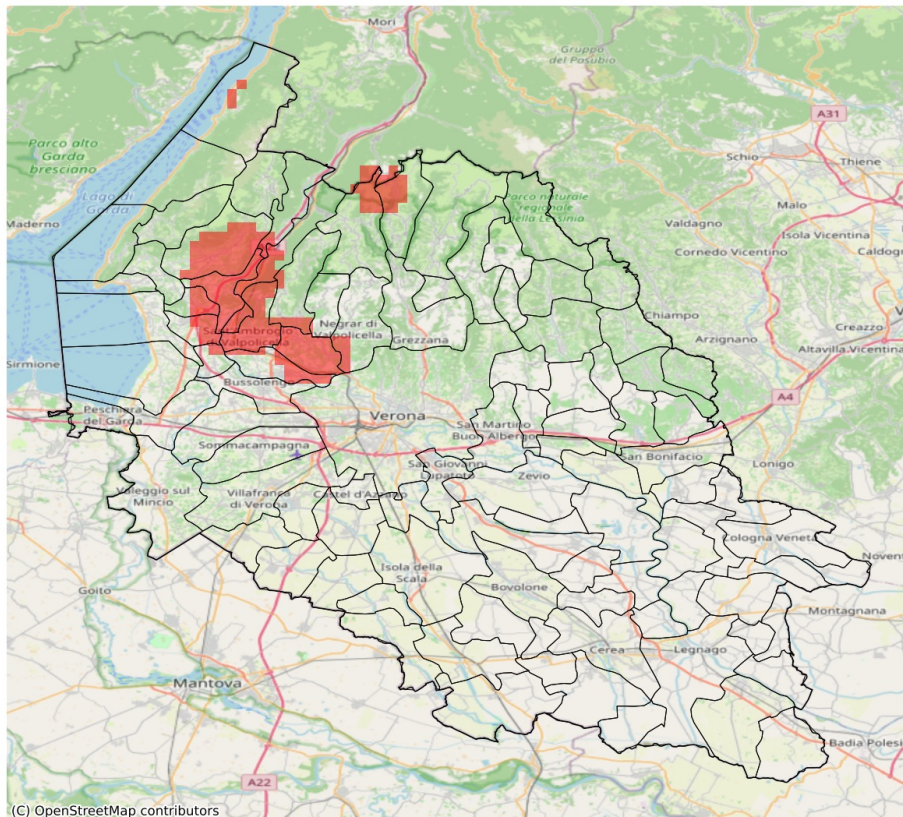 Mori
Gruppo
del Pasubio
A31
Parco alto
Garda
bresciano
Schio
Thiene
Lago di
Garda
Parco naturale
regionale
della Lessinia
Malo
Maderno
Valdagno
Isola Vicentina
Cornedo Vicentino
Caldogno
Chiampo
Sant'Ambrogio
di Valpolicella
Negrar di
Valpolicella
Grezzana
Creazzo
Arzignano
Altavilla Vicentina
Sirmione
Bussolengo
A4
Peschiera
del Garda
Verona
San Martino
Buon Albergo
Sommacampagna
San Bonifacio
Lonigo
San Giovanni
Lupatoto
Zevio
Valeggio sul
Mincio
Villafranca
di Verona
Castel d'Azzano
Cologna Veneta
Novent
Isola della
Scala
Goito
Bovolone
Montagnana
Cerea
Legnago
Mantova
Badia Polesi
A22
(C) OpenStreetMap contributors